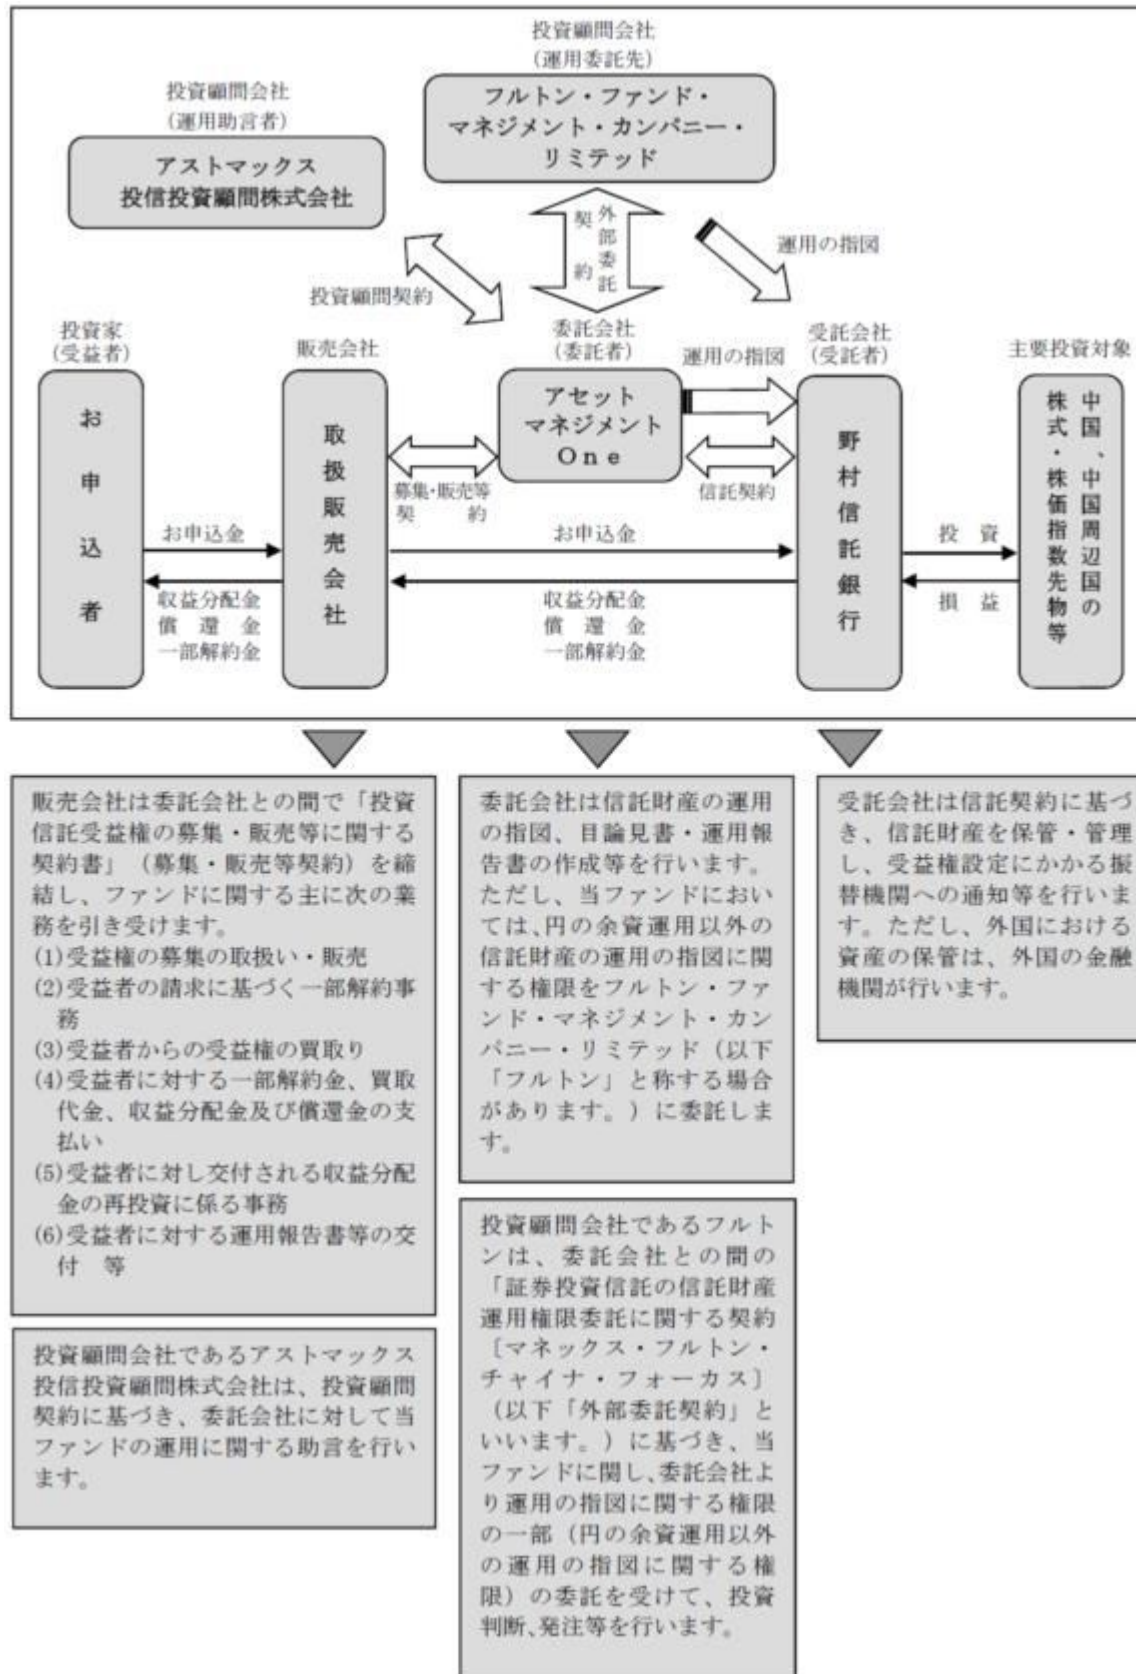 投資顧問会社
(運用委託先)
フルトン・ファンド・
マネジメント・カンパニー・
リミテッド
投資顧問会社
(運用助言者)
アストマックス
投信投資顧問株式会社
外部委託
契約
運用の指図
投資顧問契約
投資家
(受益者)
販売会社
委託会社
(委託者)
運用の指図
受託会社
(受託者)
主要投資対象
お申込者
取扱販売会社
アセット
マネジメント
One
野村信託銀行
中国、中国周辺国の
株式・株価指数先物等
募集・販売等
契約
信託契約
お申込金
お申込金
投資
収益分配金
償還金
一部解約金
収益分配金
償還金
一部解約金
損益
販売会社は委託会社との間で「投資
信託受益権の募集・販売等に関する
契約書」(募集・販売等契約)を締
結し、ファンドに関する主に次の業
務を引き受けます。
(1)受益権の募集の取扱い・販売
(2)受益者の請求に基づく一部解約事
務
(3)受益者からの受益権の買取り
(4)受益者に対する一部解約金、買取
代金、収益分配金及び償還金の支
払い
(5)受益者に対し交付される収益分配
金の再投資に係る事務
(6)受益者に対する運用報告書等の交
付 等
投資顧問会社であるアストマックス
投信投資顧問株式会社は、投資顧問
契約に基づき、委託会社に対して当
ファンドの運用に関する助言を行い
ます。
委託会社は信託財産の運用
の指図、目論見書・運用報
告書の作成等を行います。
ただし、当ファンドにおい
ては、円の余資運用以外の
信託財産の運用の指図に関
する権限をフルトン・ファ
ンド・マネジメント・カン
パニー・リミテッド(以下
「フルトン」と称する場合
があります。)に委託しま
す。
投資顧問会社であるフルト
ンは、委託会社との間の
「証券投資信託の信託財産
運用権限委託に関する契約
〔マネックス・フルトン・
チャイナ・フォーカス〕
(以下「外部委託契約」と
いいます。)に基づき、当
ファンドに関し、委託会社よ
り運用の指図に関する権限
の一部(円の余資運用以外
の運用の指図に関する権
限)の委託を受けて、投資
判断、発注等を行います。
受託会社は信託契約に基づ
き、信託財産を保管・管理
し、受益権設定にかかる振
替機関への通知等を行いま
す。ただし、外国における
資産の保管は、外国の金融
機関が行います。